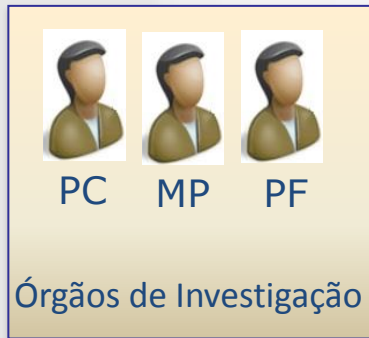 PC MP PF
Órgãos de Investigação